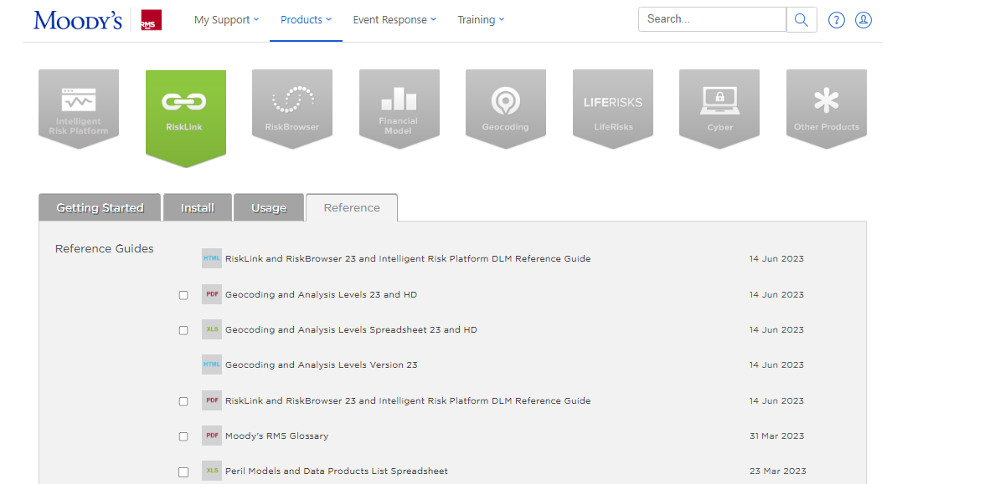 MOODY'S
RMS
My Support
Products
Event Response
Training
Search...
?
Intelligent
Risk Platform
RiskLink
RiskBrowser
Financial
Model
Geocoding
LIFERISKS
LifeRIsks
Cyber
Other Products
Getting Started
Install
Usage
Reference
Reference Guides
HTML RiskLink and RiskBrowser 23 and Intelligent Risk Platform DLM Reference Guide 14 Jun 2023
PDF Geocoding and Analysis Levels 23 and HD 14 Jun 2023
XLS Geocoding and Analysis Levels Spreadsheet 23 and HD 14 Jun 2023
HTML Geocoding and Analysis Levels Version 23 14 Jun 2023
PDF RiskLink and RiskBrowser 23 and Intelligent Risk Platform DLM Reference Guide 14 Jun 2023
PDF Moody's RMS Glossary 31 Mar 2023
XLS Peril Models and Data Products List Spreadsheet 23 Mar 2023